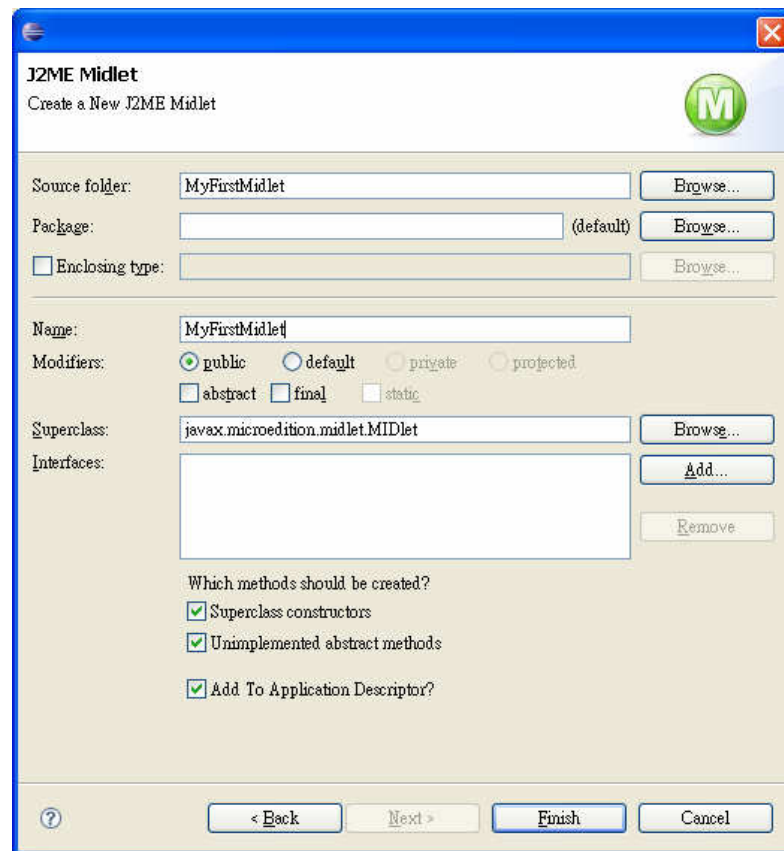 J2ME Midlet
Create a New J2ME Midlet
M
Source folder: MyFirstMidlet Browse...
Package: (default) Browse...
Enclosing type: Browse...
Name: MyFirstMidlet
Modifiers: public default private protected
abstract final static
Superclass: javax.microedition.midlet.MIDlet Browse...
Interfaces: Add...
Remove
Which methods should be created?
Superclass constructors
Unimplemented abstract methods
Add To Application Descriptor?
? < Back Next > Finish Cancel